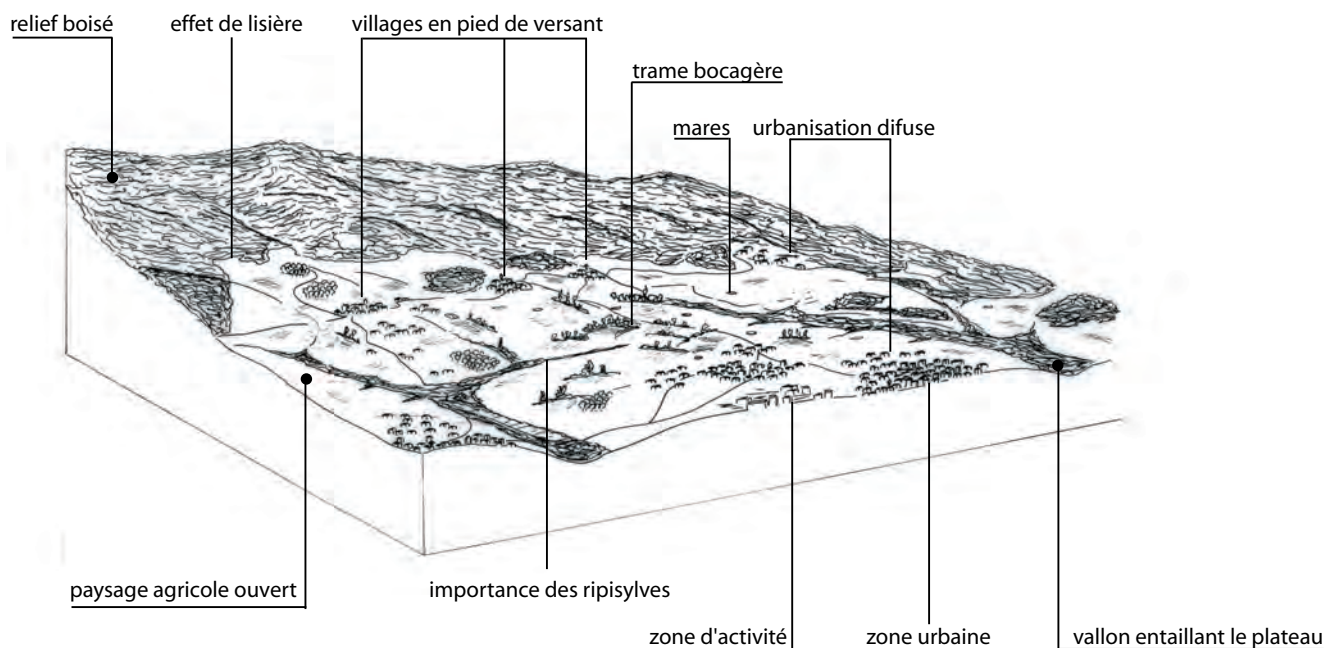 relief boisé
effet de lisière
villages en pied de versant
trame bocagère
mares
urbanisation difuse
paysage agricole ouvert
importance des ripisylves
zone d'activité
zone urbaine
vallon entaillant le plateau